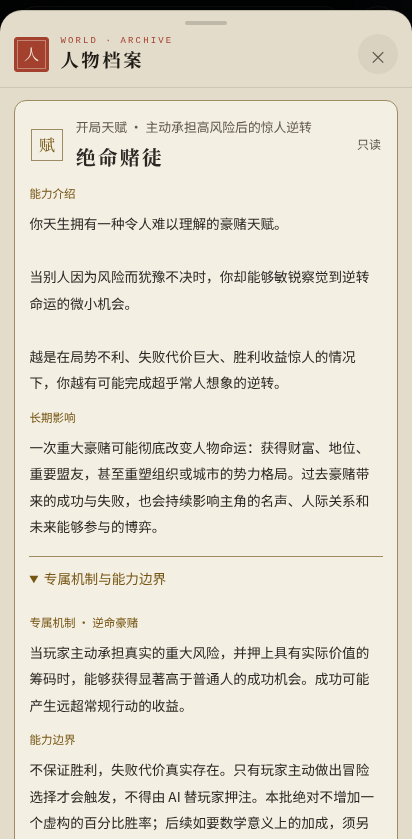 人
WORLD · ARCHIVE
人物档案
赋
开局天赋 · 主动承担高风险后的惊人逆转
绝命赌徒
只读
能力介绍
你天生拥有一种令人难以理解的豪赌天赋。
当别人因为风险而犹豫不决时，你却能够敏锐察觉到逆转
命运的微小机会。
越是在局势不利、失败代价巨大、胜利收益惊人的情况
下，你越有可能完成超乎常人想象的逆转。
长期影响
一次重大豪赌可能彻底改变人物命运：获得财富、地位、
重要盟友，甚至重塑组织或城市的势力格局。过去豪赌带
来的成功与失败，也会持续影响主角的名声、人际关系和
未来能够参与的博弈。
▼ 专属机制与能力边界
专属机制 · 逆命豪赌
当玩家主动承担真实的重大风险，并押上具有实际价值的
筹码时，能够获得显著高于普通人的成功机会。成功可能
产生远超常规行动的收益。
能力边界
不保证胜利，失败代价真实存在。只有玩家主动做出冒险
选择才会触发，不得由 AI 替玩家押注。本批绝对不增加一
个虚构的百分比胜率；后续如要数学意义上的加成，须另